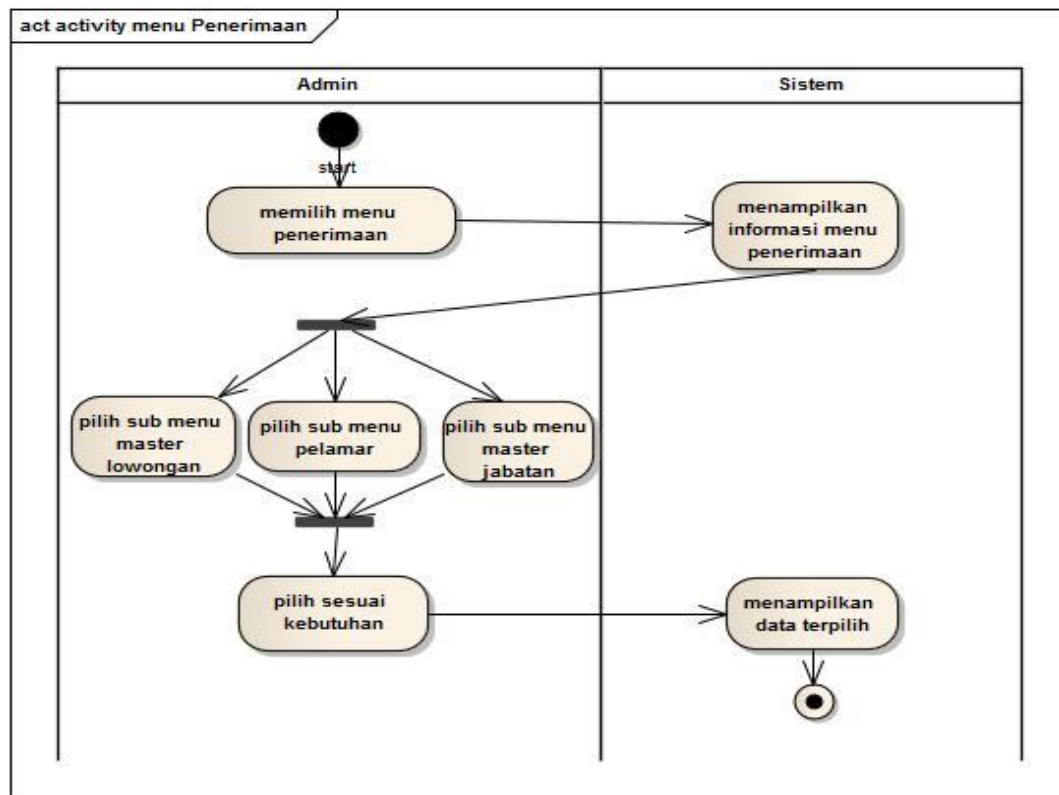 act activity menu Penerimaan
Admin
Sistem
start
memilih menu
penerimaan
menampilkan
informasi menu
penerimaan
pilih sub menu
master
lowongan
pilih sub menu
pelamar
pilih sub menu
master
jabatan
pilih sesuai
kebutuhan
menampilkan
data terpilih